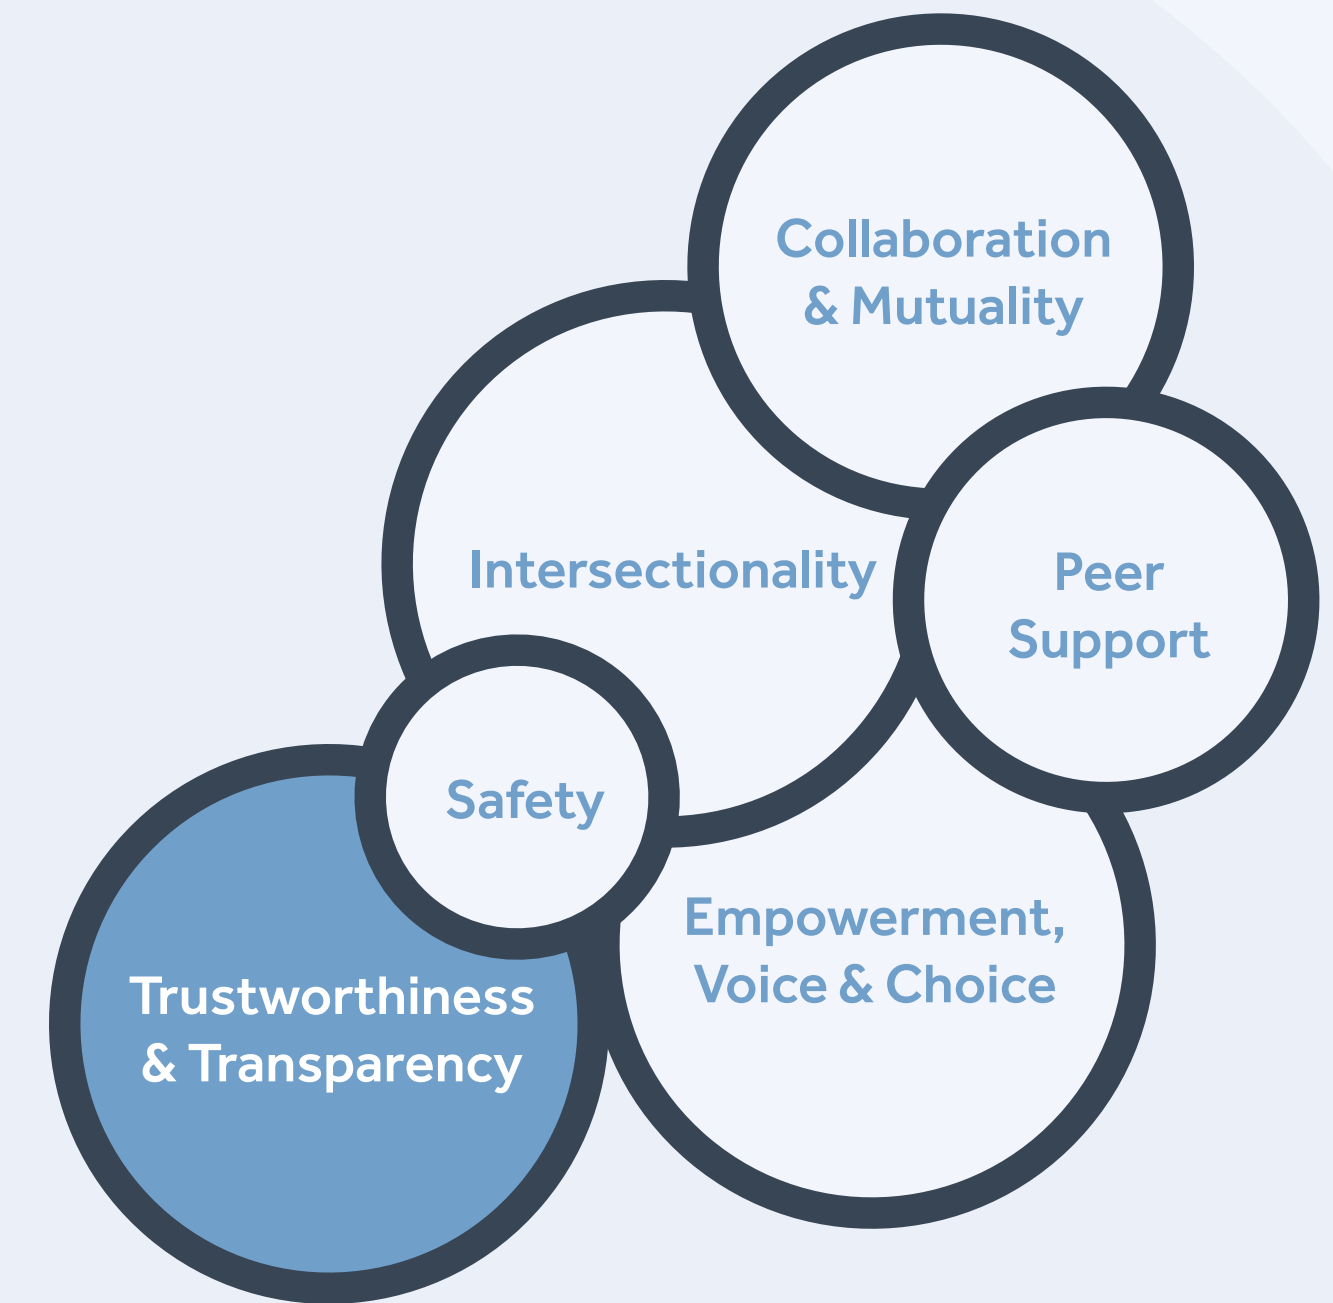 Collaboration
& Mutuality
Intersectionality
Peer
Support
Safety
Empowerment,
Voice & Choice
Trustworthiness
& Transparency